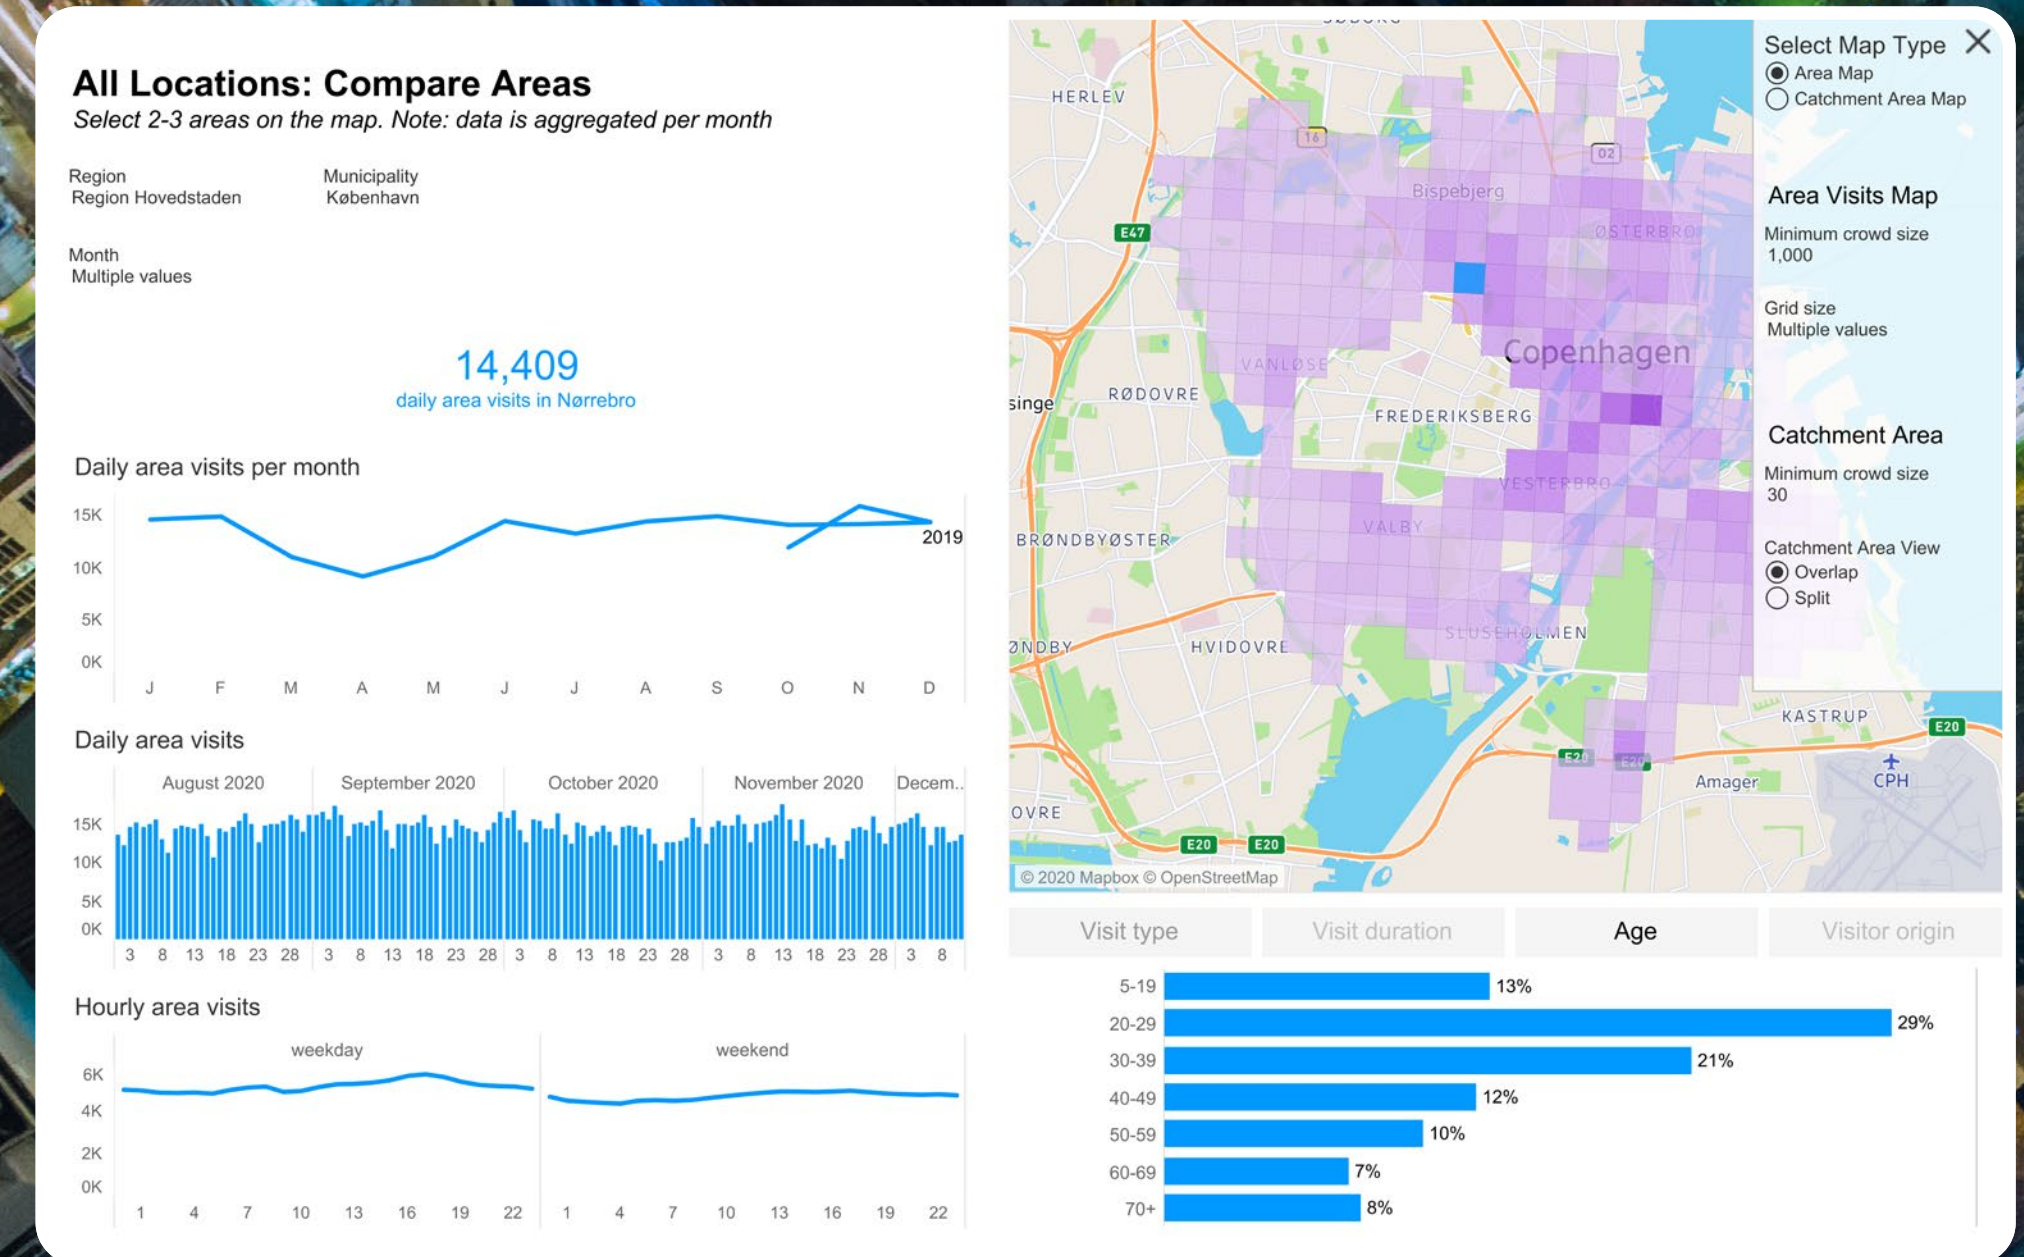 All Locations: Compare Areas
Select 2-3 areas on the map. Note: data is aggregated per month
Region
Region Hovedstaden
Municipality
København
Month
Multiple values
14,409
daily area visits in Nørrebro
Daily area visits per month
15K
10K
5K
0K
2019
J F M A M J J A S O N D
Daily area visits
August 2020 September 2020 October 2020 November 2020 Decem..
15K
10K
5K
0K
3 8 13 18 23 28 3 8 13 18 23 28 3 8 13 18 23 28 3 8 13 18 23 28 3 8
Hourly area visits
weekday weekend
6K
4K
2K
0K
1 4 7 10 13 16 19 22 1 4 7 10 13 16 19 22
HERLEV
16
02
Bispebjerg
E47
ØSTERBRO
Copenhagen
VANLØSE
RØDOVRE
singe
FREDERIKSBERG
VESTERBRO
VALBY
BRØNDBYØSTER
SLUSEHOLMEN
ØNDBY
HVIDOVRE
KASTRUP
E20
E20
E20
Amager
CPH
OVRE
E20
E20
© 2020 Mapbox © OpenStreetMap
Select Map Type
Area Map
Catchment Area Map
Area Visits Map
Minimum crowd size
1,000
Grid size
Multiple values
Catchment Area
Minimum crowd size
30
Catchment Area View
Overlap
Split
Visit type Visit duration Age Visitor origin
5-19 13%
20-29 29%
30-39 21%
40-49 12%
50-59 10%
60-69 7%
70+ 8%